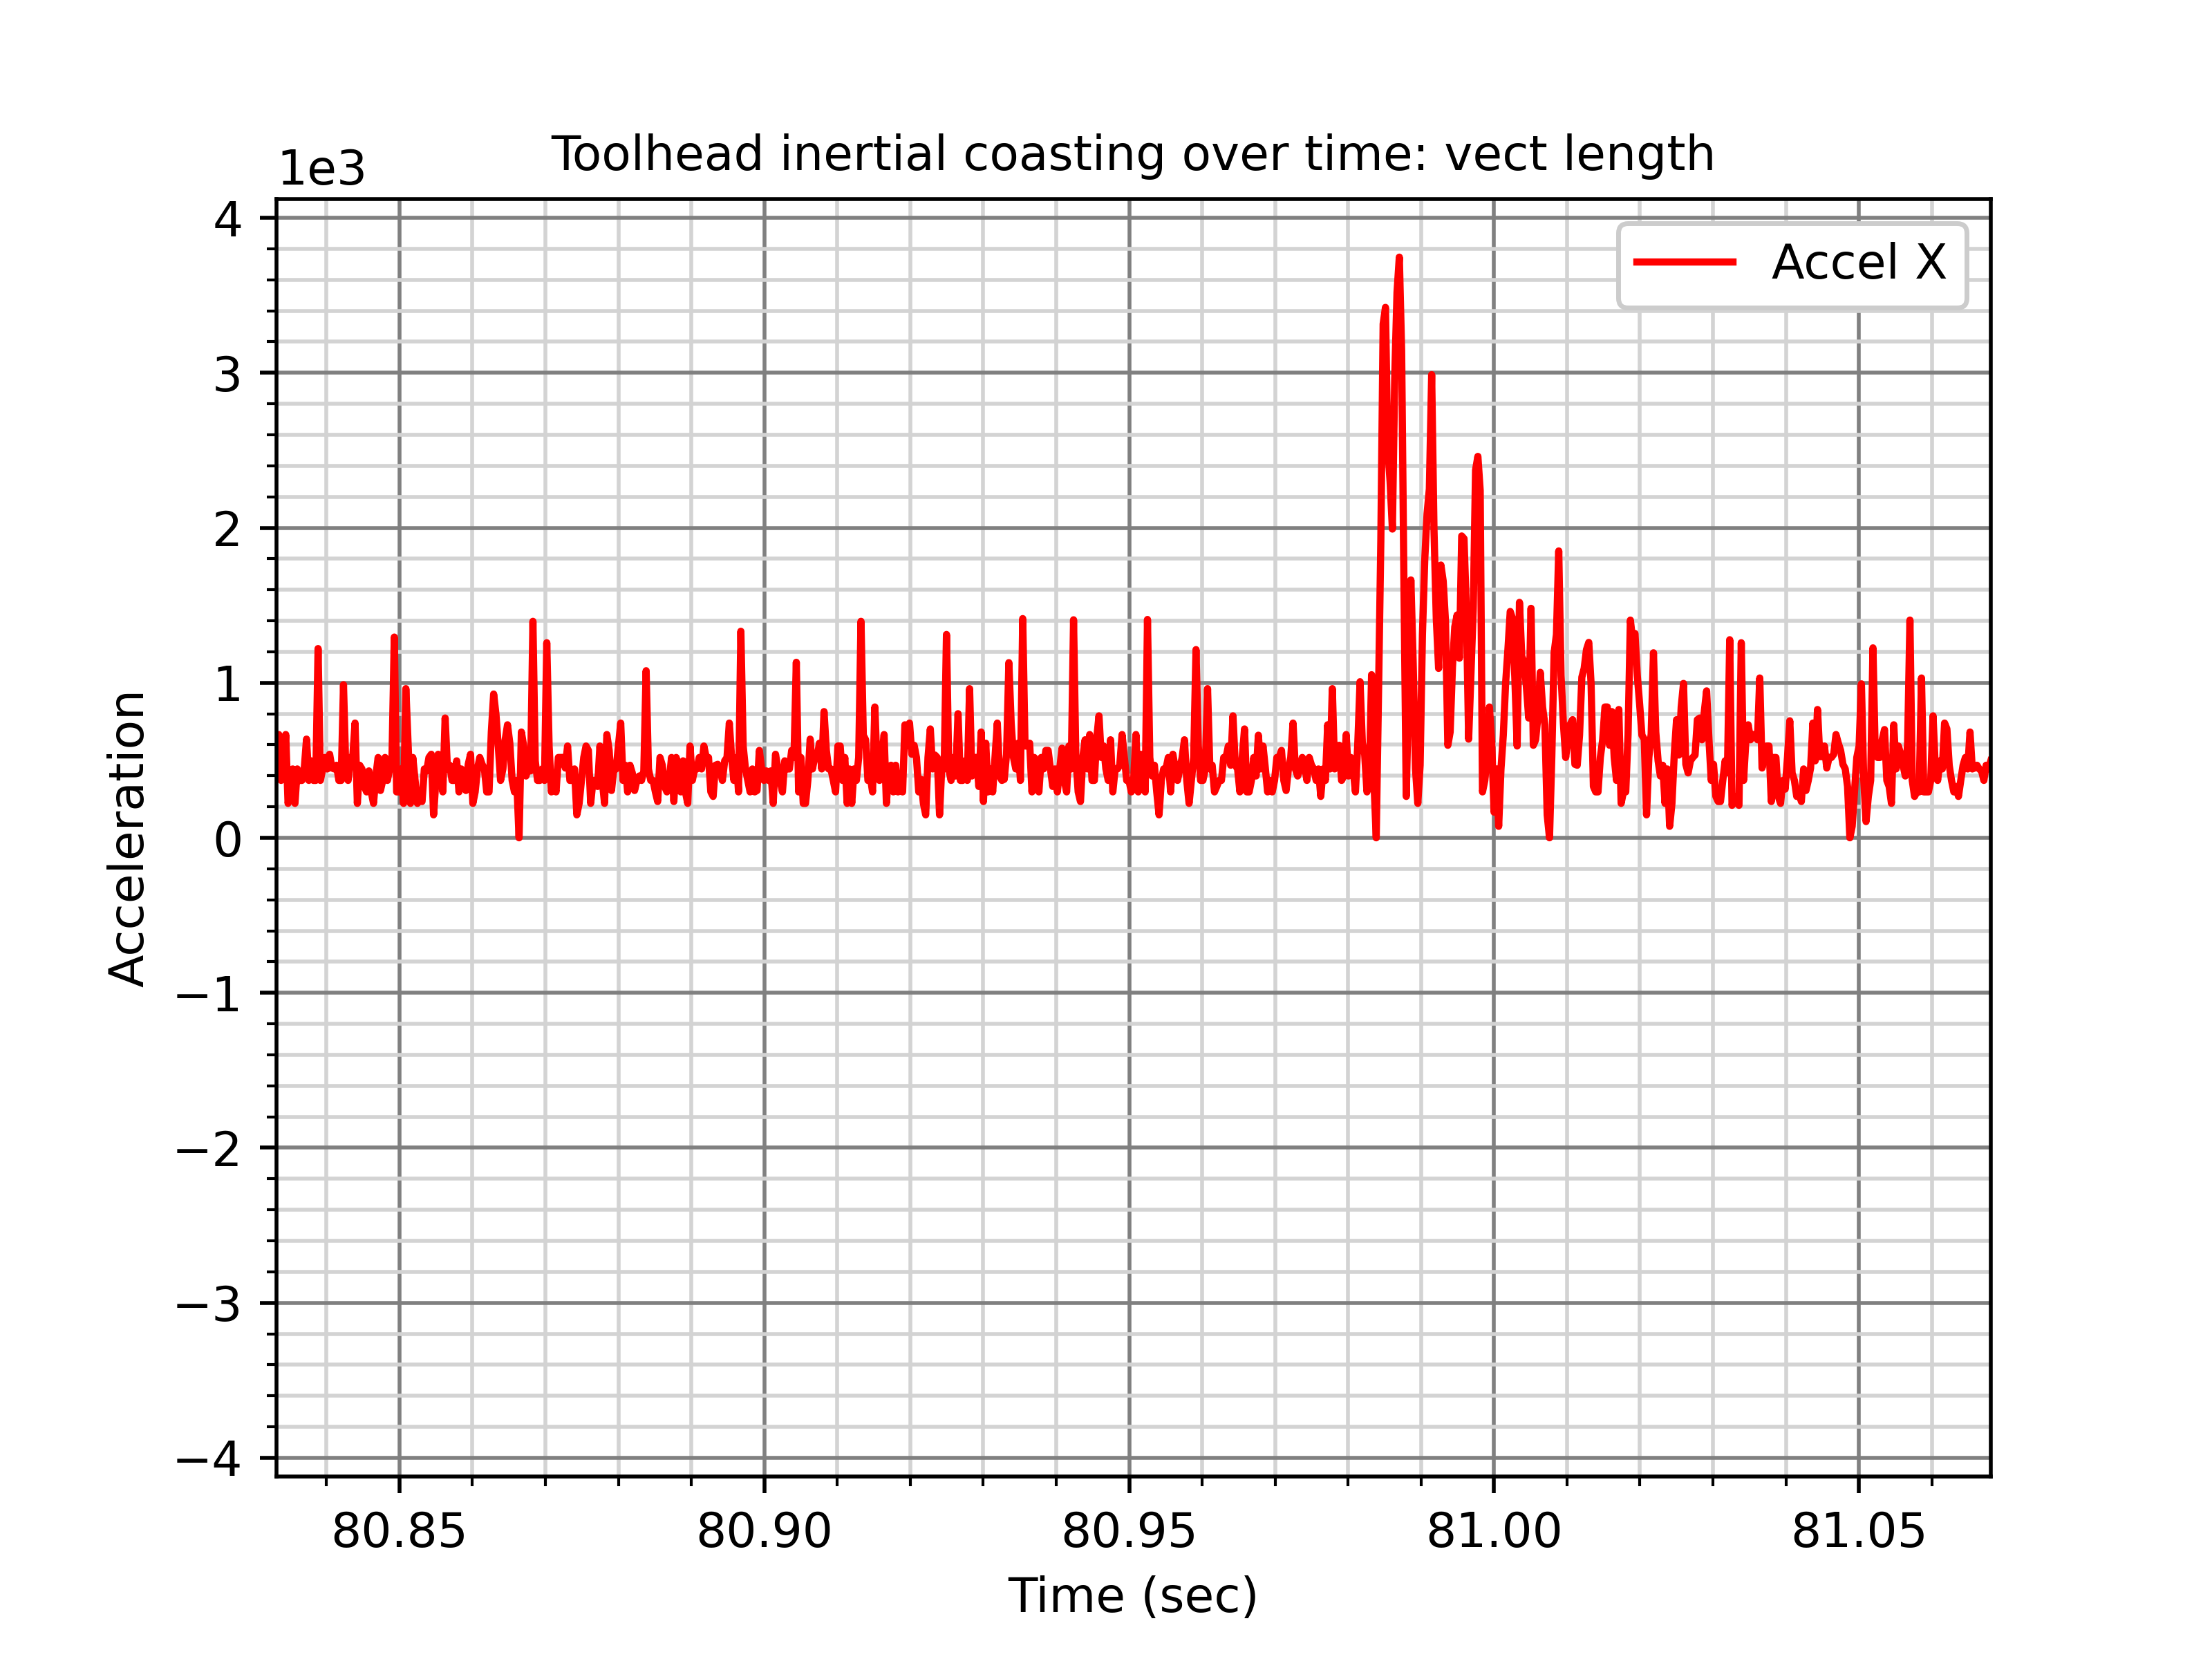 Toolhead inertial coasting over time: vect length
1e3
Accel X
4
3
2
1
0
−1
−2
−3
−4
Acceleration
80.85 80.90 80.95 81.00 81.05
Time (sec)